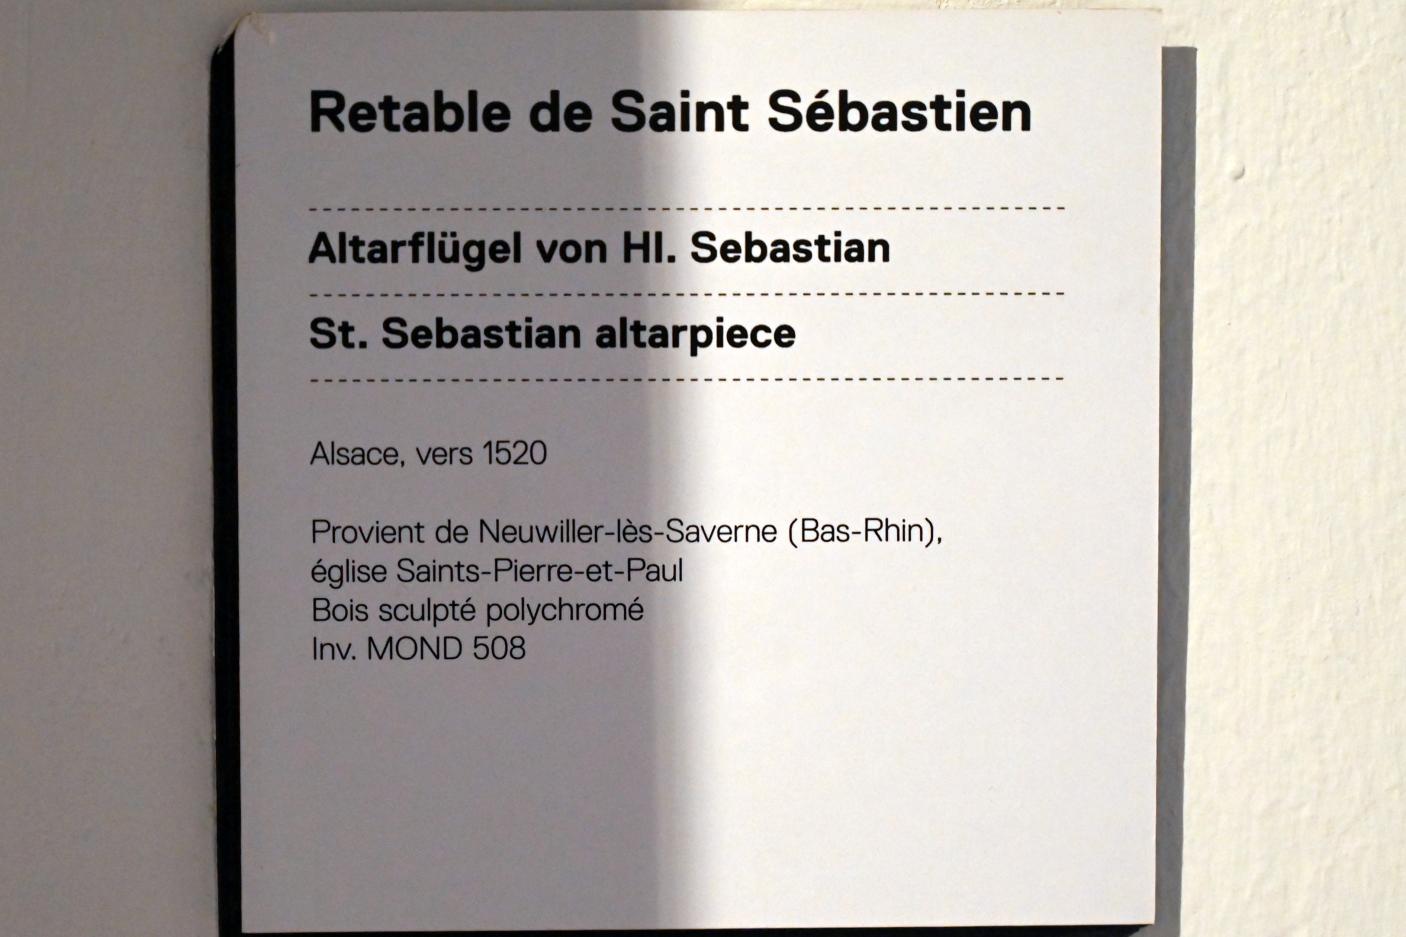 Retable de Saint Sébastien
Altarflügel von Hl. Sebastian
St. Sebastian altarpiece
Alsace, vers 1520
Provient de Neuwiller-lès-Saverne (Bas-Rhin),
église Saints-Pierre-et-Paul
Bois sculpté polychromé
Inv. MOND 508